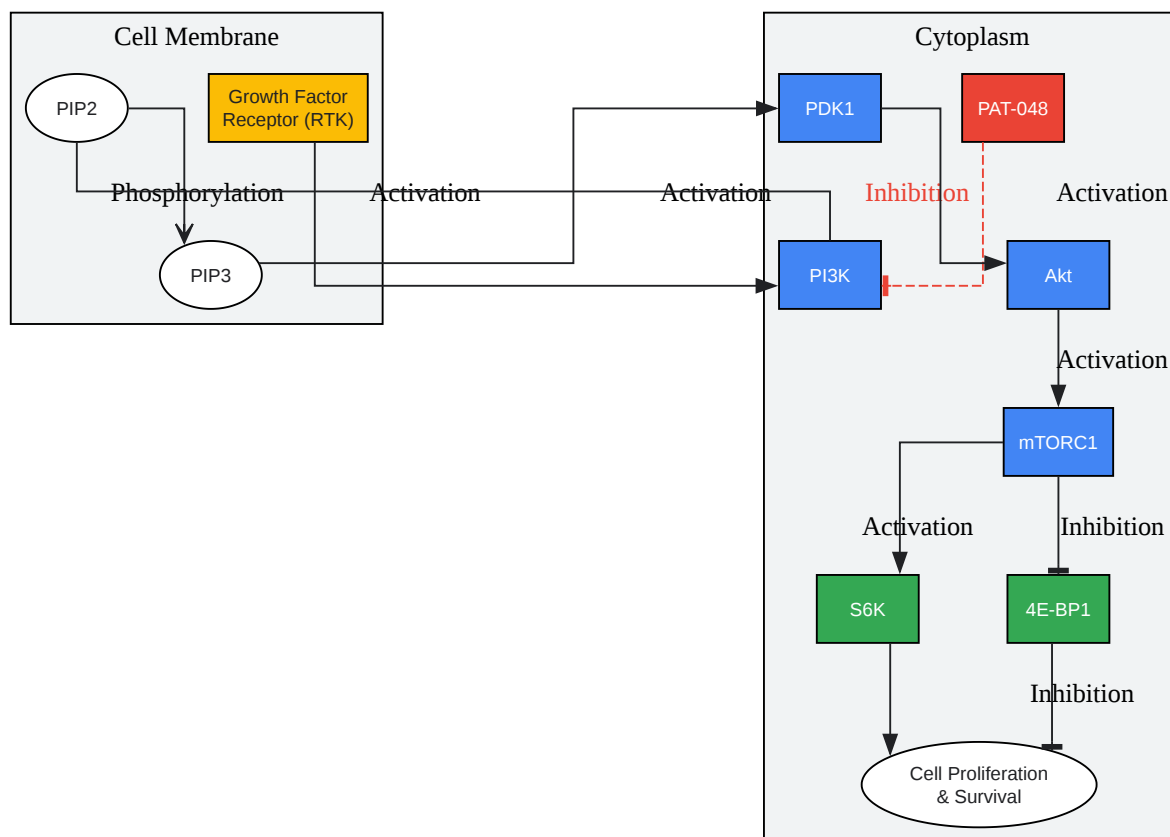 Cell Membrane
Cytoplasm
PIP2
Growth Factor
Receptor (RTK)
PDK1
PAT-048
Phosphorylation
Activation
Activation
Inhibition
Activation
PIP3
PI3K
Akt
Activation
mTORC1
Activation
Inhibition
S6K
4E-BP1
Inhibition
Cell Proliferation
& Survival